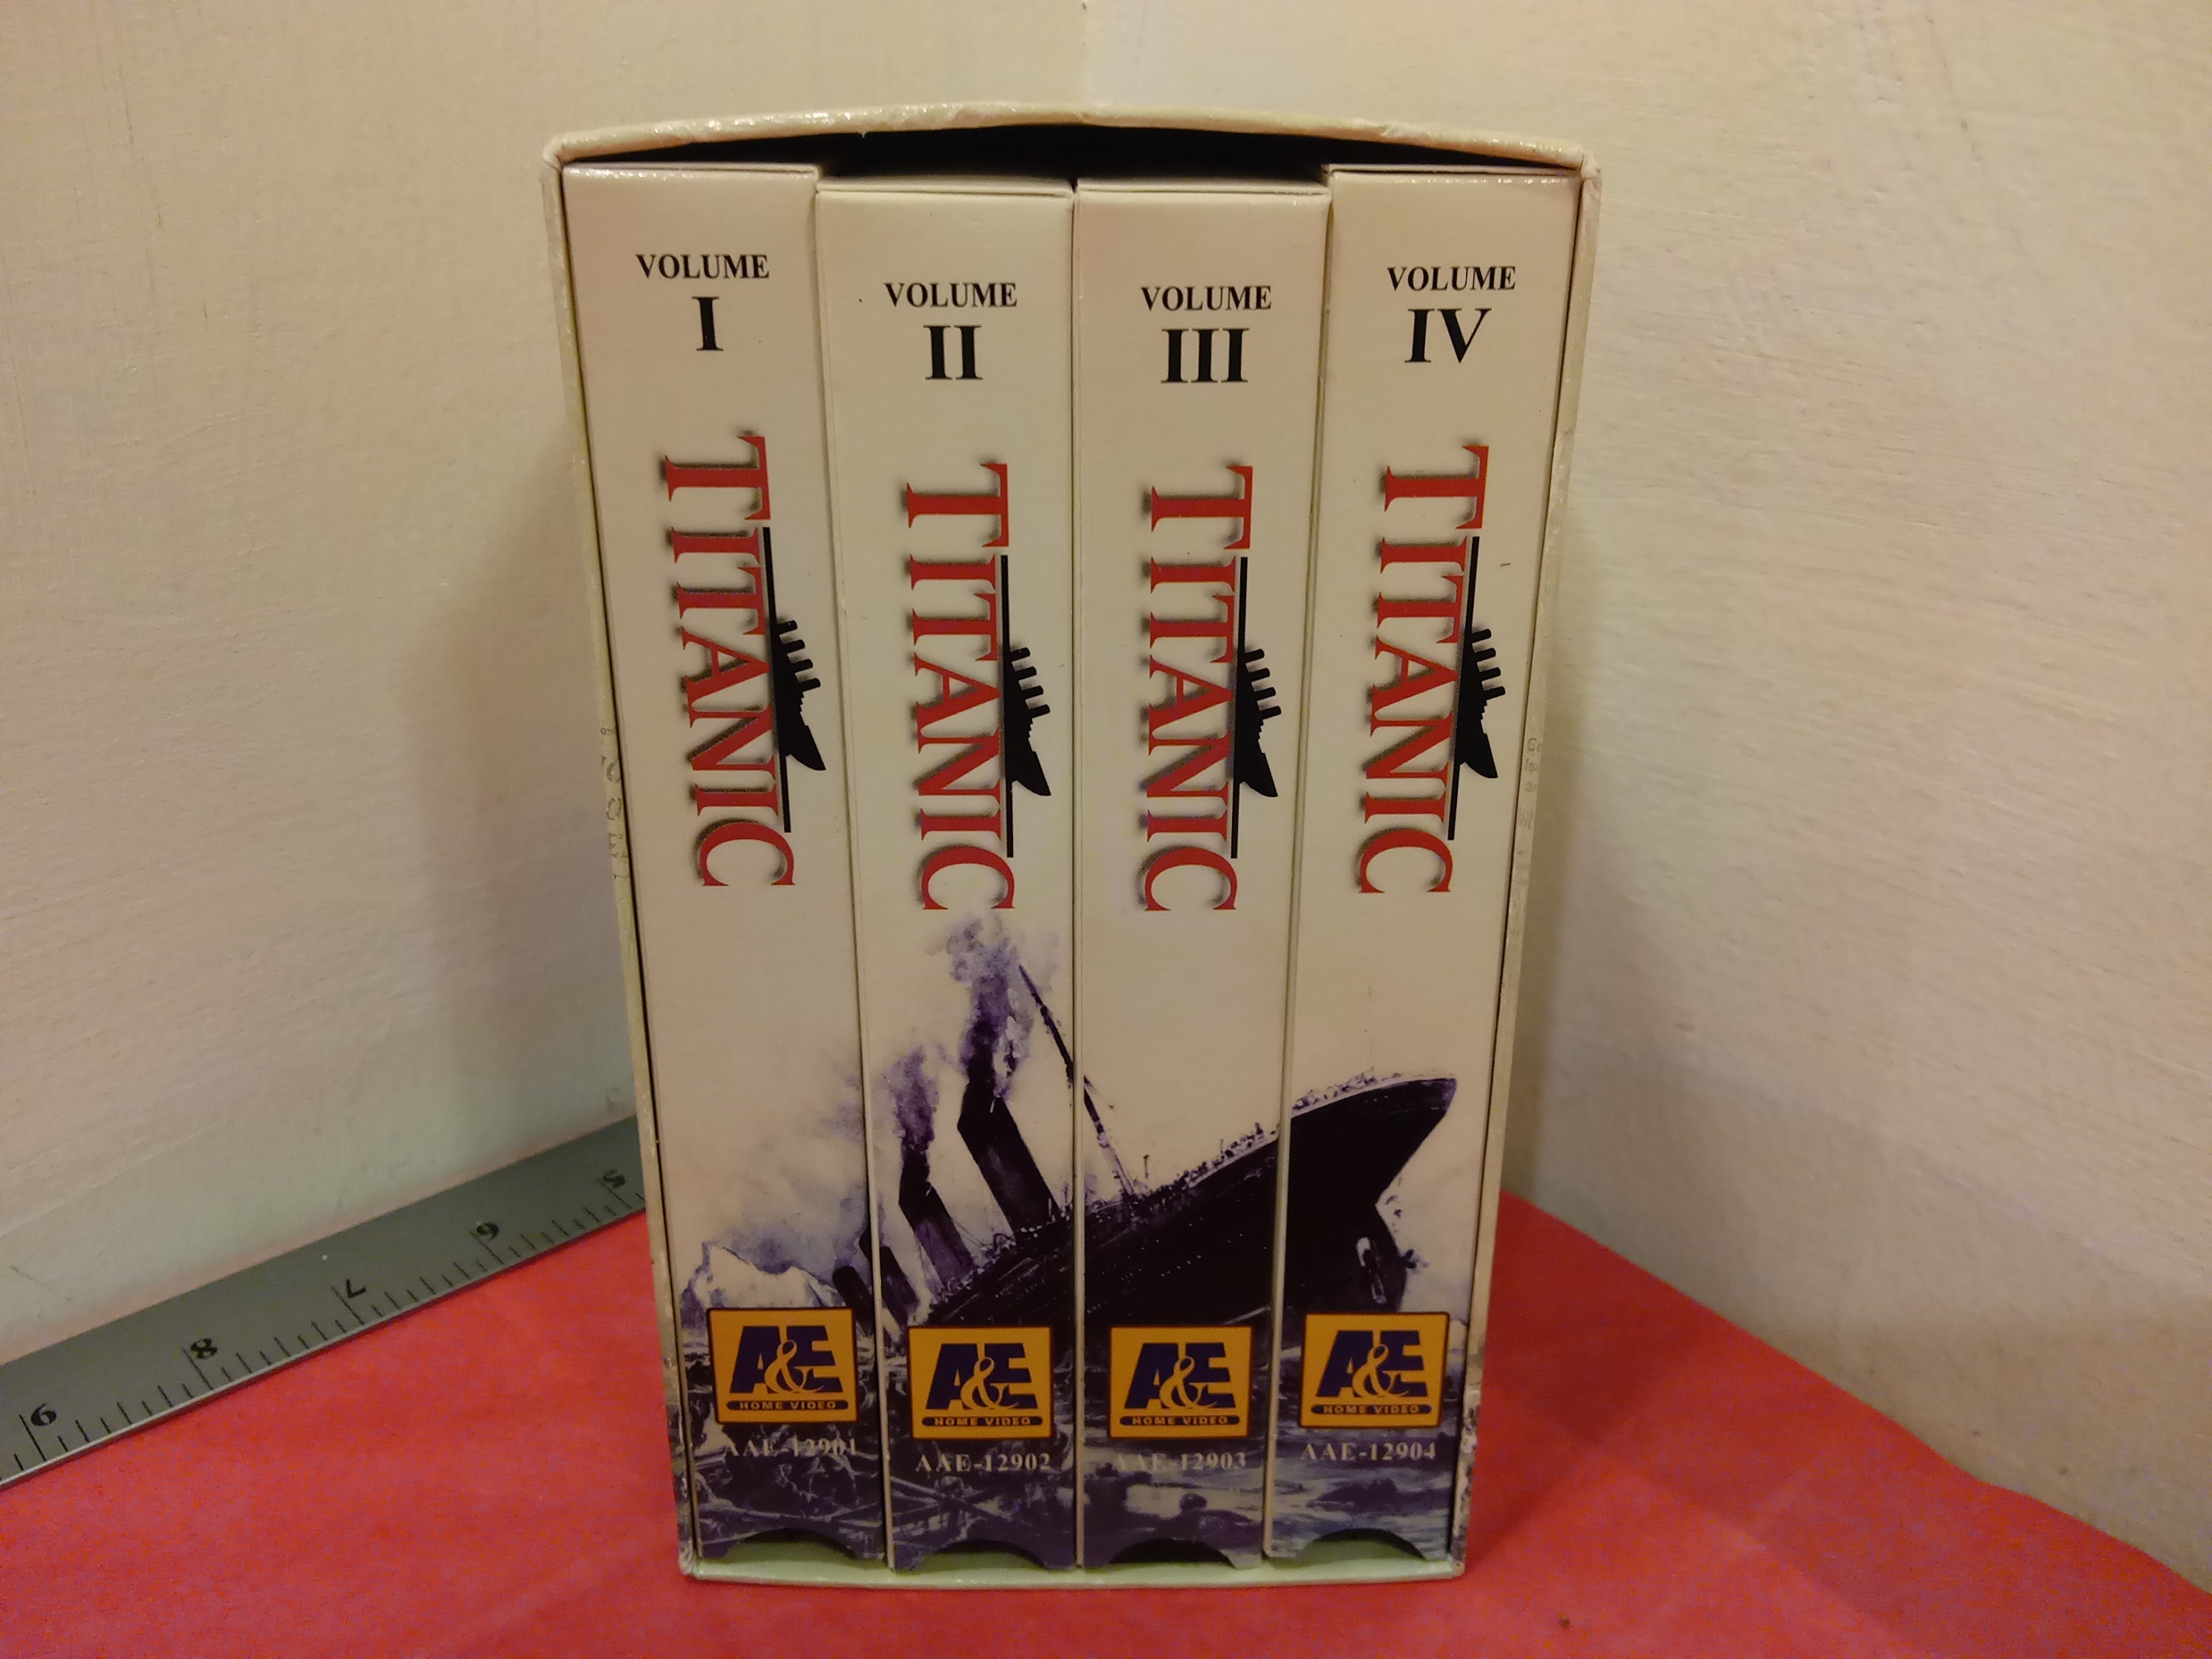 VOLUME
I
TITANIC
A&E
HOME VIDEO
AAE-12901
VOLUME
II
TITANIC
A&E
HOME VIDEO
AAE-12902
VOLUME
III
TITANIC
A&E
HOME VIDEO
AAE-12903
VOLUME
IV
TITANIC
A&E
HOME VIDEO
AAE-12904
9 8 7 6 5